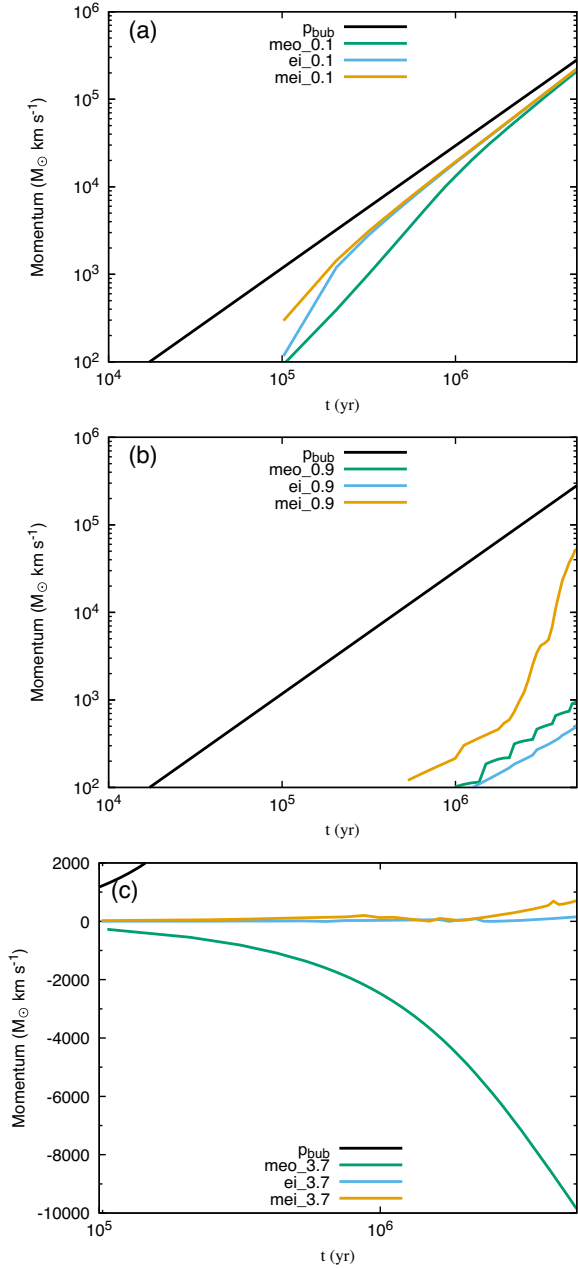 (a)
p_bub
meo_0.1
ei_0.1
mei_0.1
10^6
10^5
10^4
10^3
10^2
Momentum (M⊙ km s^-1)
10^4 10^5 10^6
t (yr)
(b)
p_bub
meo_0.9
ei_0.9
mei_0.9
10^6
10^5
10^4
10^3
10^2
Momentum (M⊙ km s^-1)
10^4 10^5 10^6
t (yr)
(c)
2000
0
-2000
-4000
-6000
-8000
-10000
Momentum (M⊙ km s^-1)
p_bub
meo_3.7
ei_3.7
mei_3.7
10^5 10^6
t (yr)